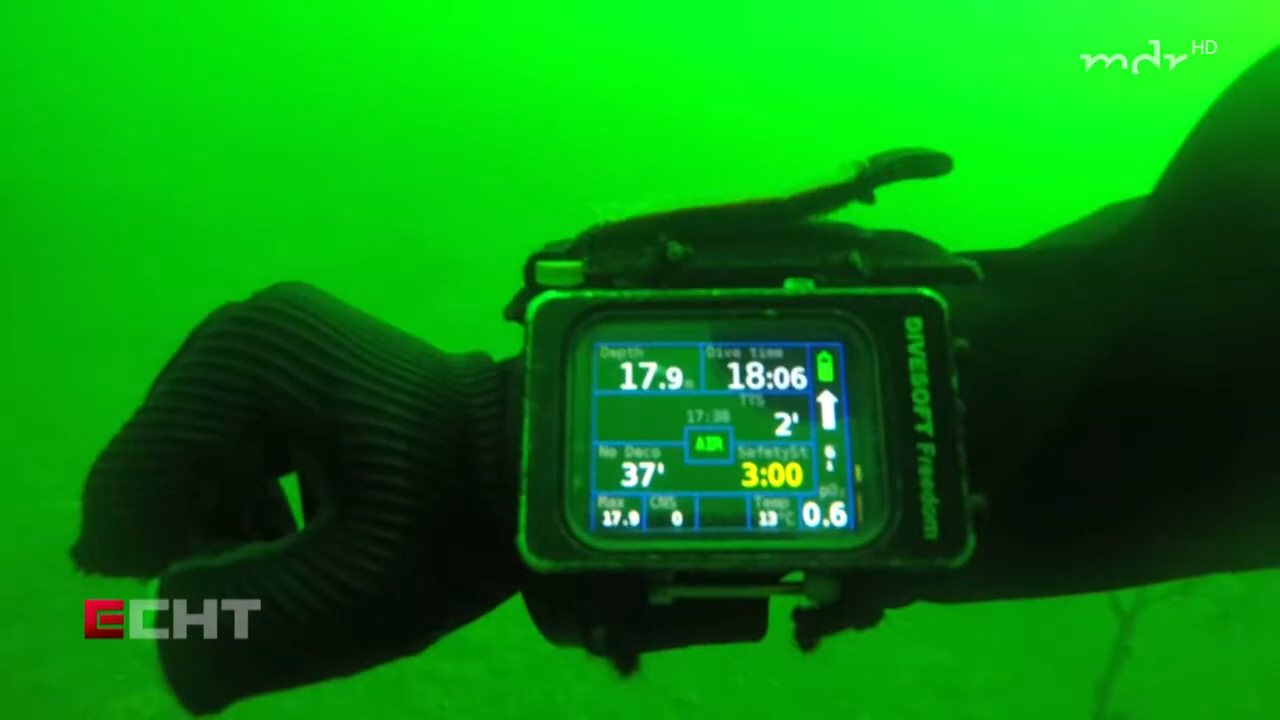 mdr HD
Depth
Dive time
17.9m
18:06
TTS
17:38
2'
AIR
No Deco
SafetySt
37'
3:00
pO₂
Max
CNS
Temp
17.9
0
13°C
0.6
DIVESOFT Freedom
ECHT